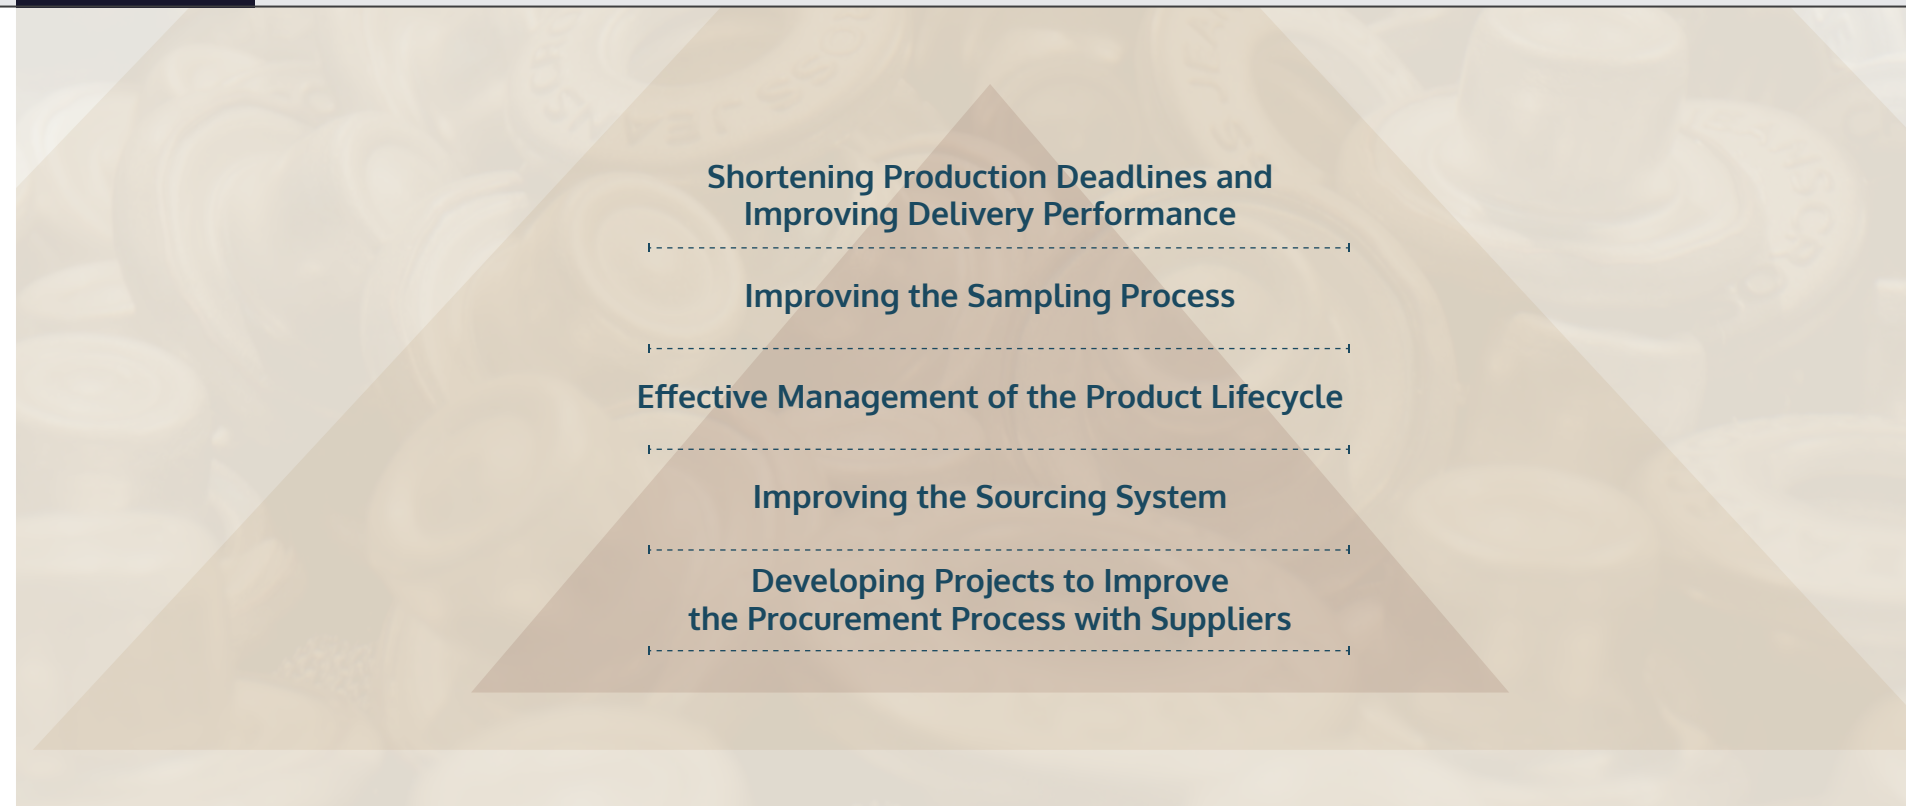 Shortening Production Deadlines and
Improving Delivery Performance
Improving the Sampling Process
Effective Management of the Product Lifecycle
Improving the Sourcing System
Developing Projects to Improve
the Procurement Process with Suppliers